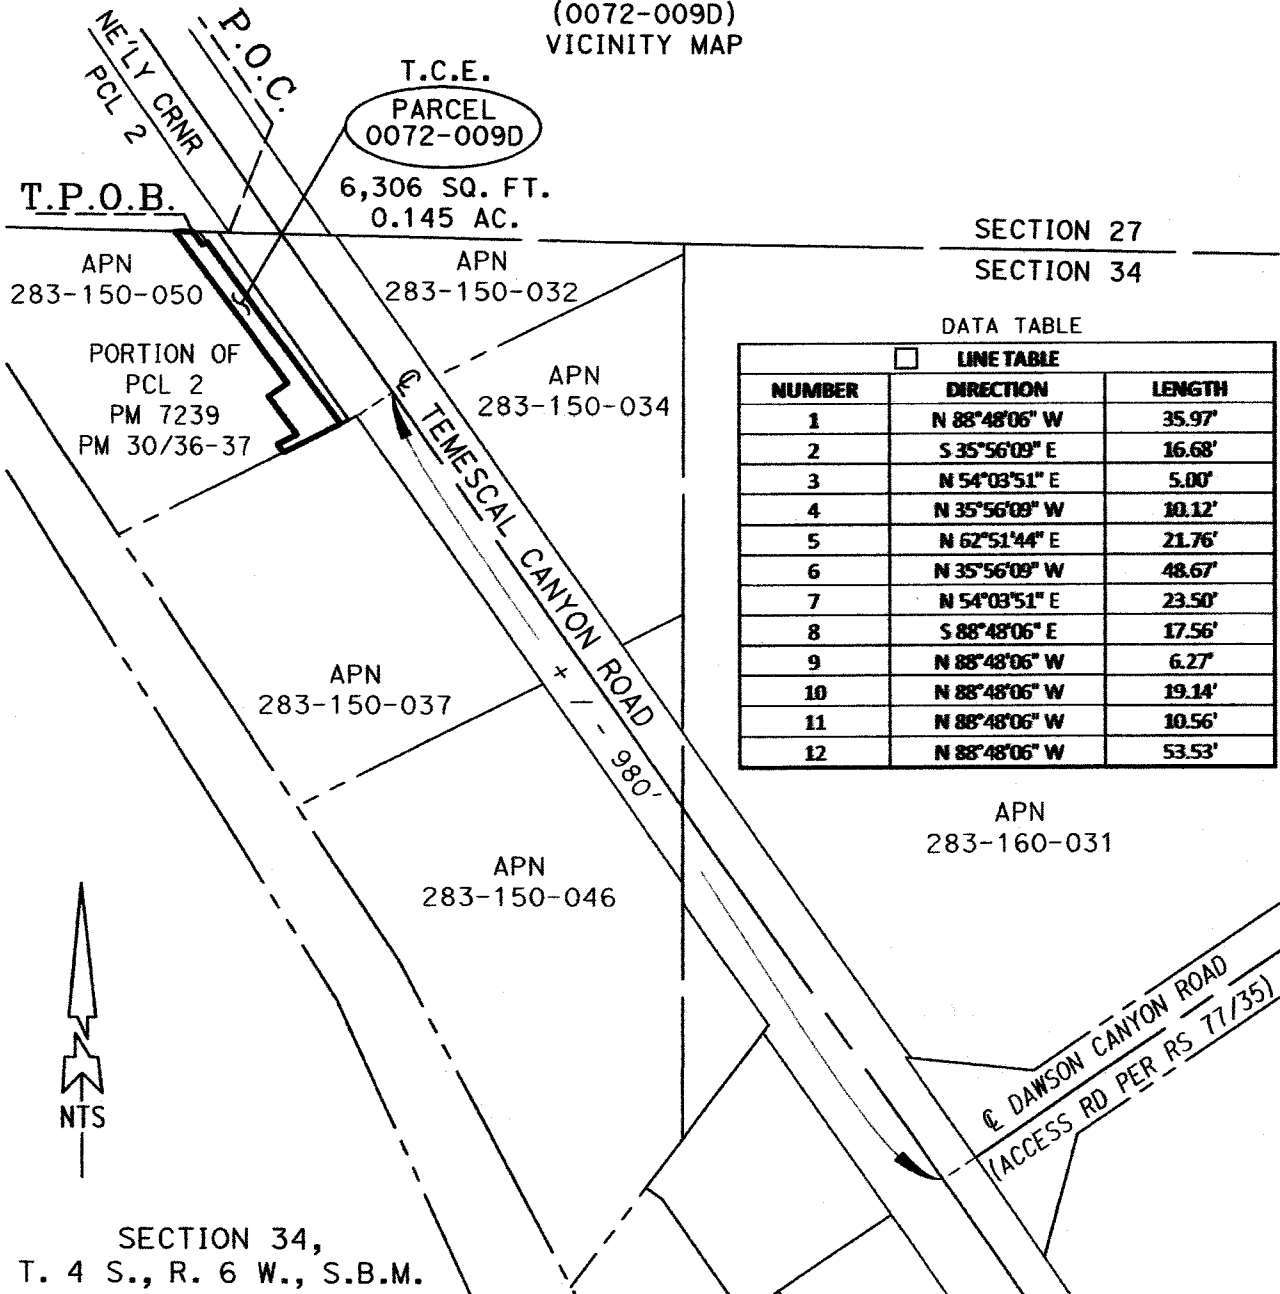 (0072-009D)
VICINITY MAP
P.O.C.
NE'LY CRNR
PCL 2
T.C.E.
PARCEL
0072-009D
6,306 SQ. FT.
0.145 AC.
T.P.O.B.
SECTION 27
SECTION 34
APN
283-150-050
APN
283-150-032
PORTION OF
PCL 2
PM 7239
PM 30/36-37
APN
283-150-034
DATA TABLE
LINE TABLE
NUMBER DIRECTION LENGTH
1 N 88°48'06" W 35.97'
2 S 35°56'09" E 16.68'
3 N 54°03'51" E 5.00'
4 N 35°56'09" W 10.12'
5 N 62°51'44" E 21.76'
6 N 35°56'09" W 48.67'
7 N 54°03'51" E 23.50'
8 S 88°48'06" E 17.56'
9 N 88°48'06" W 6.27'
10 N 88°48'06" W 19.14'
11 N 88°48'06" W 10.56'
12 N 88°48'06" W 53.53'
℄ TEMESCAL CANYON ROAD
+ / - 980'
APN
283-150-037
APN
283-160-031
APN
283-150-046
℄ DAWSON CANYON ROAD
(ACCESS RD PER RS 77/35)
N
NTS
SECTION 34,
T. 4 S., R. 6 W., S.B.M.